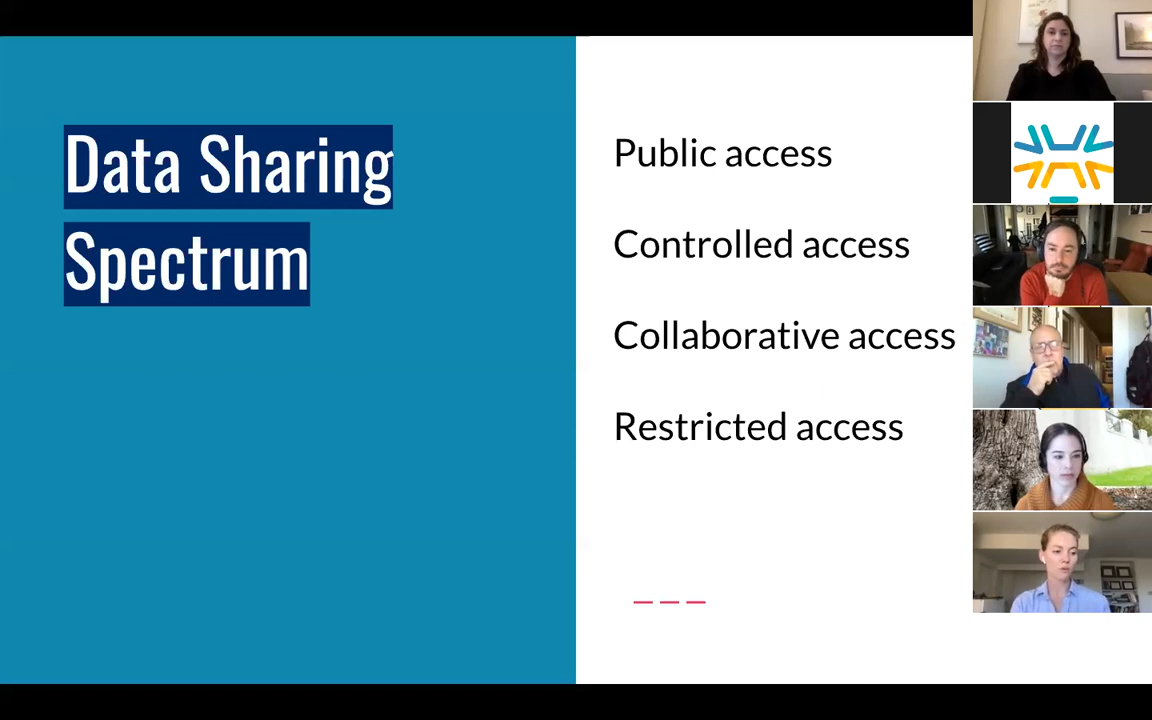 Data Sharing
Spectrum
Public access
Controlled access
Collaborative access
Restricted access